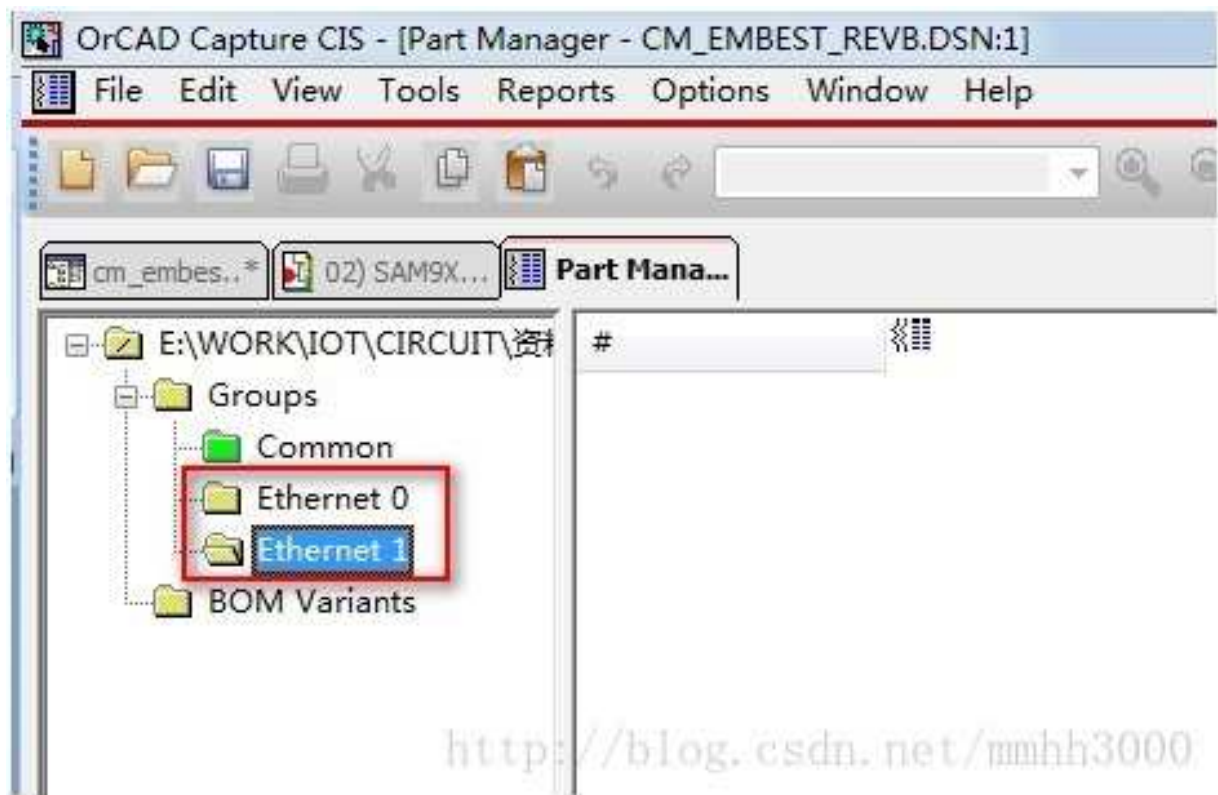 OrCAD Capture CIS - [Part Manager - CM_EMBEST_REVB.DSN:1]
File Edit View Tools Reports Options Window Help
cm_embes..* 02) SAM9X... Part Mana...
E:\WORK\IOT\CIRCUIT\资 #
Groups
Common
Ethernet 0
Ethernet 1
BOM Variants
http://blog.csdn.net/mmhh3000